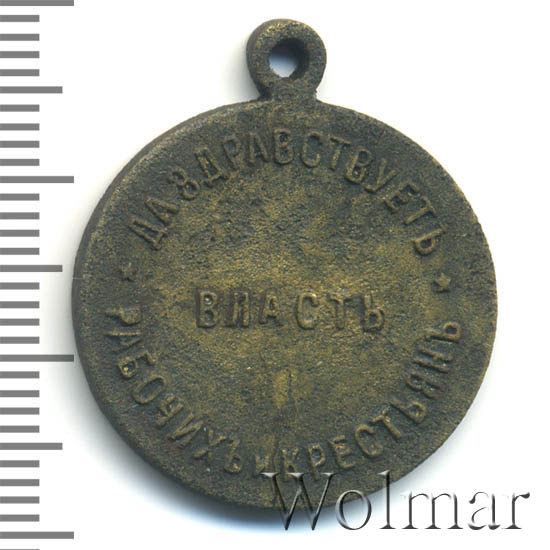 ДА ЗДРАВСТВУЕТЪ
ВЛАСТЬ
РАБОЧИХЪ И КРЕСТЬЯНЪ
Wolmar